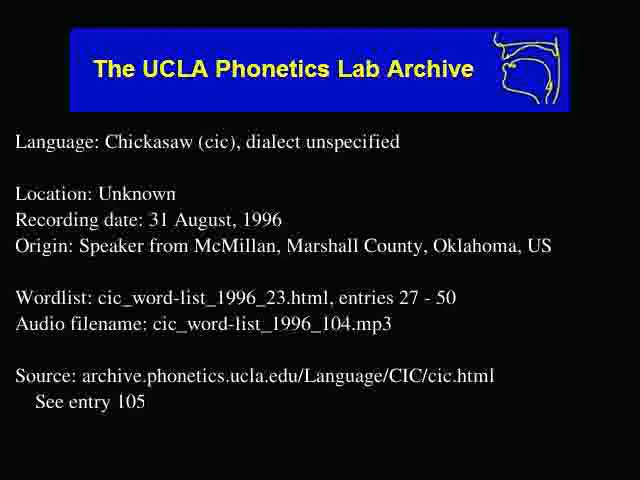 The UCLA Phonetics Lab Archive
Language: Chickasaw (cic), dialect unspecified
Location: Unknown
Recording date: 31 August, 1996
Origin: Speaker from McMillan, Marshall County, Oklahoma, US
Wordlist: cic_word-list_1996_23.html, entries 27 - 50
Audio filename: cic_word-list_1996_104.mp3
Source: archive.phonetics.ucla.edu/Language/CIC/cic.html
See entry 105